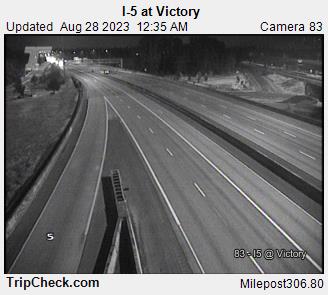 I-5 at Victory
Updated Aug 28 2023 12:35 AM Camera 83
S
83 - I5 @ Victory
TripCheck.com Milepost306.80